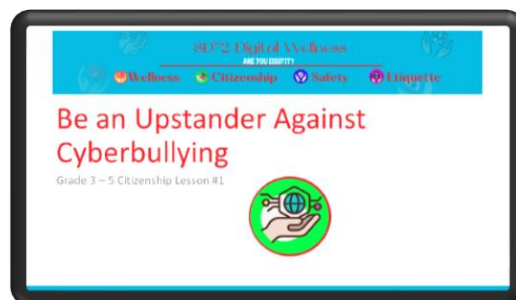 SD72 Digital Wellness
ARE YOU DIGIFIT?
Wellness Citizenship Safety Etiquette
Be an Upstander Against
Cyberbullying
Grade 3 – 5 Citizenship Lesson #1